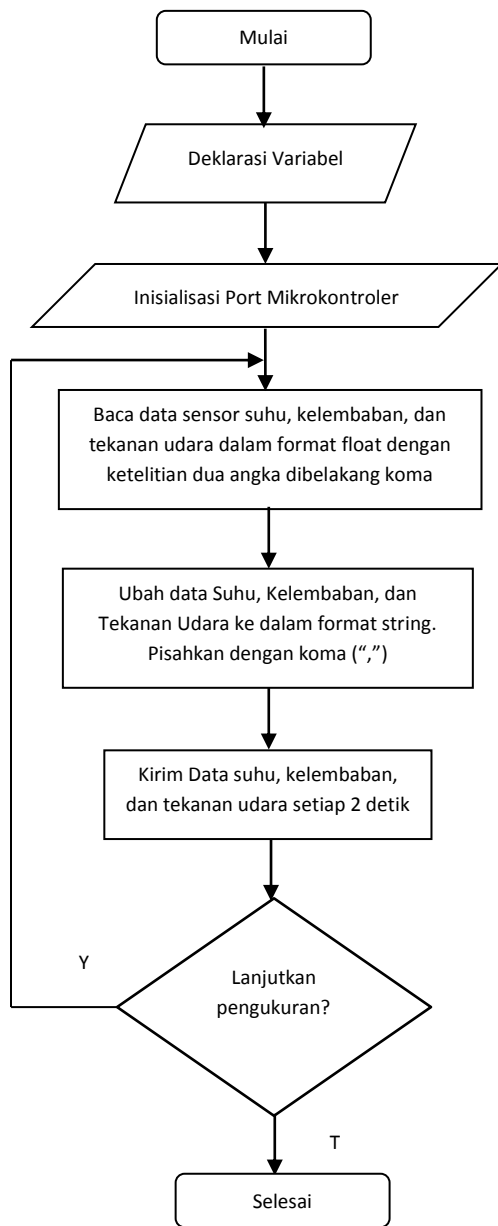 Mulai
Deklarasi Variabel
Inisialisasi Port Mikrokontroler
Baca data sensor suhu, kelembaban, dan
tekanan udara dalam format float dengan
ketelitian dua angka dibelakang koma
Ubah data Suhu, Kelembaban, dan
Tekanan Udara ke dalam format string.
Pisahkan dengan koma (“,”)
Kirim Data suhu, kelembaban,
dan tekanan udara setiap 2 detik
Y
Lanjutkan
pengukuran?
T
Selesai